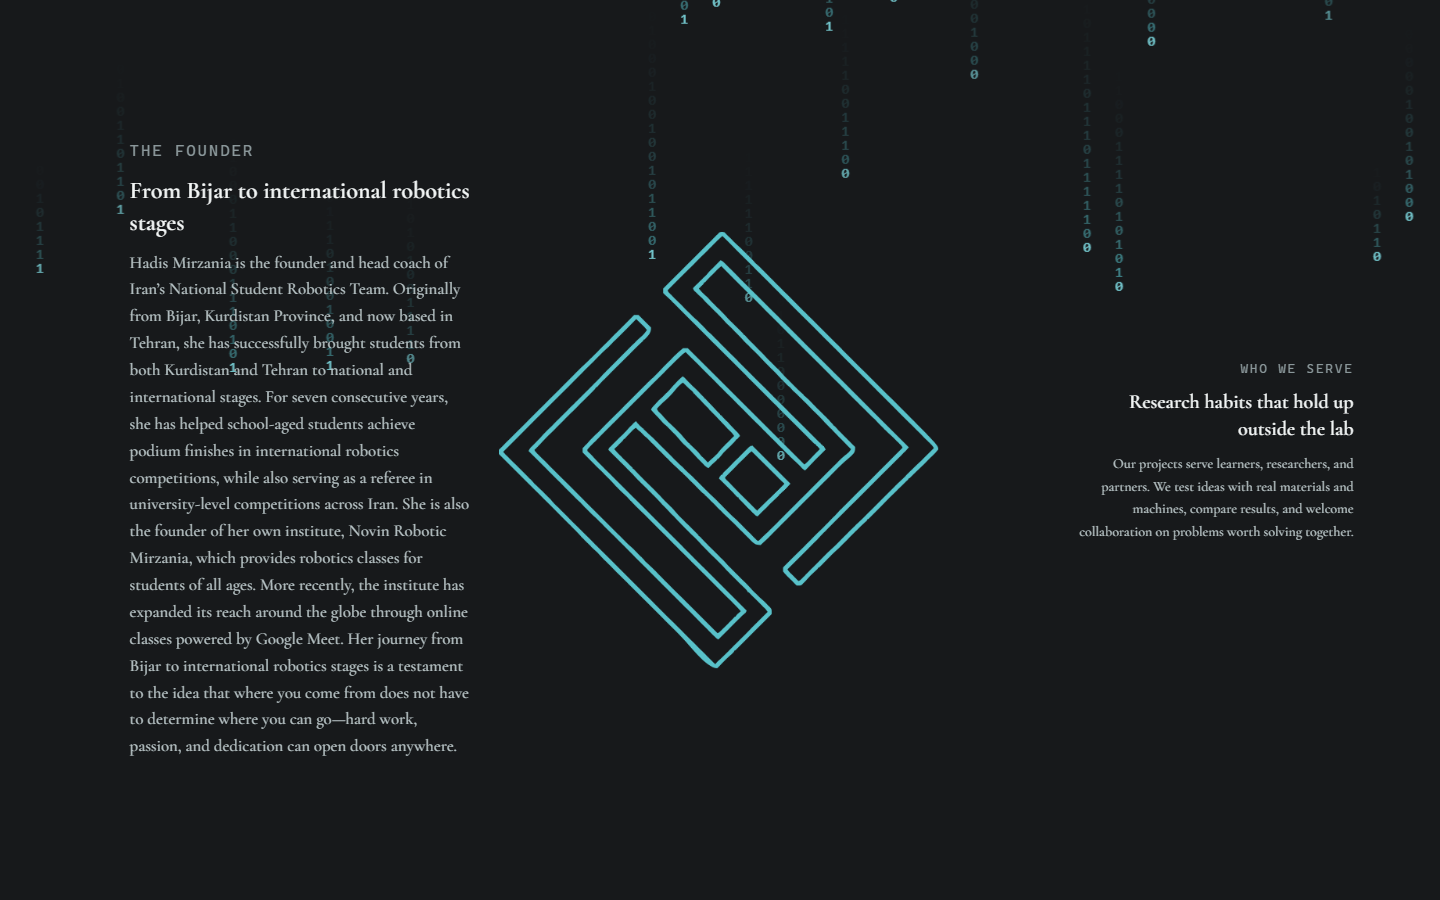 THE FOUNDER
From Bijar to international robotics
stages
Hadis Mirzania is the founder and head coach of
Iran’s National Student Robotics Team. Originally
from Bijar, Kurdistan Province, and now based in
Tehran, she has successfully brought students from
both Kurdistan and Tehran to national and
international stages. For seven consecutive years,
she has helped school-aged students achieve
podium finishes in international robotics
competitions, while also serving as a referee in
university-level competitions across Iran. She is also
the founder of her own institute, Novin Robotic
Mirzania, which provides robotics classes for
students of all ages. More recently, the institute has
expanded its reach around the globe through online
classes powered by Google Meet. Her journey from
Bijar to international robotics stages is a testament
to the idea that where you come from does not have
to determine where you can go—hard work,
passion, and dedication can open doors anywhere.
WHO WE SERVE
Research habits that hold up
outside the lab
Our projects serve learners, researchers, and
partners. We test ideas with real materials and
machines, compare results, and welcome
collaboration on problems worth solving together.